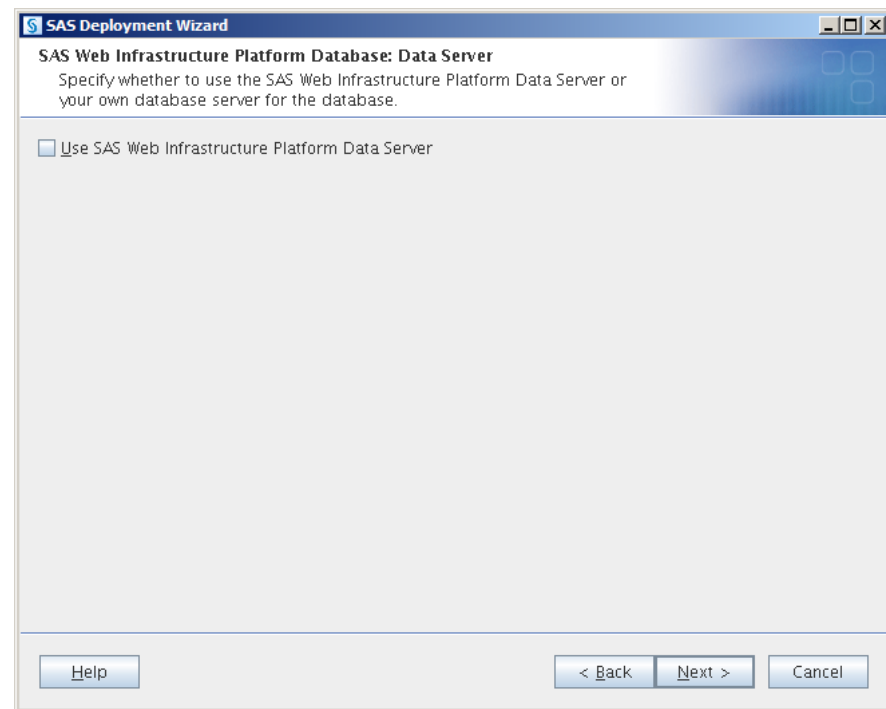 SAS Deployment Wizard
SAS Web Infrastructure Platform Database: Data Server
Specify whether to use the SAS Web Infrastructure Platform Data Server or
your own database server for the database.
Use SAS Web Infrastructure Platform Data Server
Help
< Back
Next >
Cancel